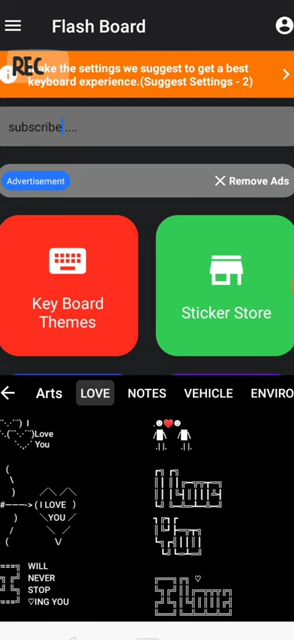 Flash Board
REC
ke the settings we suggest to get a best
keyboard experience.(Suggest Settings - 2)
subscribe ....
Advertisement
Remove Ads
Key Board
Themes
Sticker Store
Arts LOVE NOTES VEHICLE ENVIRO
I
Love
You
( I LOVE )
YOU
WILL
NEVER
STOP
♡ING YOU